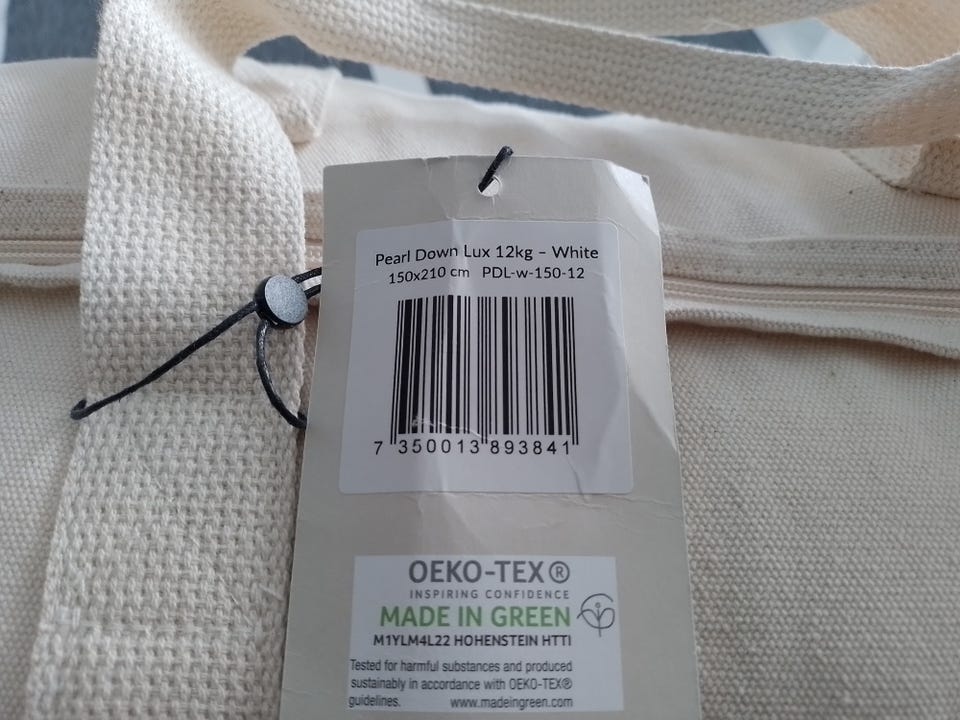 Pearl Down Lux 12kg – White
150x210 cm PDL-w-150-12
7 350013 893841
OEKO-TEX®
INSPIRING CONFIDENCE
MADE IN GREEN
M1YLM4L22 HOHENSTEIN HTTI
Tested for harmful substances and produced
sustainably in accordance with OEKO-TEX®
guidelines. www.madeingreen.com